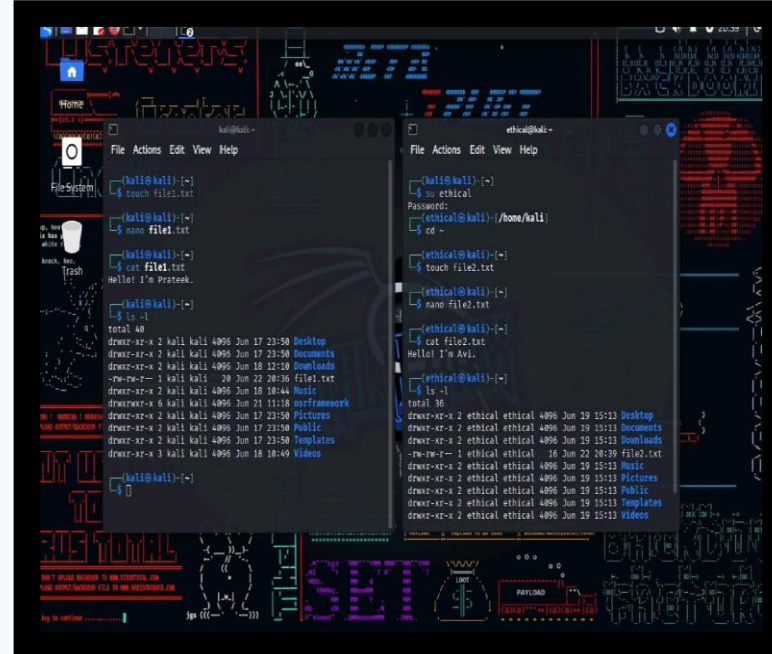 20:39
Home
File System
Trash
kali@kali: ~
File Actions Edit View Help
(kali㉿kali)-[~]
$ touch file1.txt
(kali㉿kali)-[~]
$ nano file1.txt
(kali㉿kali)-[~]
$ cat file1.txt
Hello! I'm Prateek.
(kali㉿kali)-[~]
$ ls -l
total 40
drwxr-xr-x 2 kali kali 4096 Jun 17 23:50 Desktop
drwxr-xr-x 2 kali kali 4096 Jun 17 23:50 Documents
drwxr-xr-x 2 kali kali 4096 Jun 18 12:10 Downloads
-rw-rw-r-- 1 kali kali 20 Jun 22 20:36 file1.txt
drwxr-xr-x 2 kali kali 4096 Jun 18 10:44 Music
drwxrwxr-x 6 kali kali 4096 Jun 21 11:18 osrframework
drwxr-xr-x 2 kali kali 4096 Jun 17 23:50 Pictures
drwxr-xr-x 2 kali kali 4096 Jun 17 23:50 Public
drwxr-xr-x 2 kali kali 4096 Jun 17 23:50 Templates
drwxr-xr-x 3 kali kali 4096 Jun 18 10:49 Videos
(kali㉿kali)-[~]
$
ethical@kali: ~
File Actions Edit View Help
(kali㉿kali)-[~]
$ su ethical
Password:
(ethical㉿kali)-[/home/kali]
$ cd ~
(ethical㉿kali)-[~]
$ touch file2.txt
(ethical㉿kali)-[~]
$ nano file2.txt
(ethical㉿kali)-[~]
$ cat file2.txt
Hello! I'm Avi.
(ethical㉿kali)-[~]
$ ls -l
total 36
drwxr-xr-x 2 ethical ethical 4096 Jun 19 15:13 Desktop
drwxr-xr-x 2 ethical ethical 4096 Jun 19 15:13 Documents
drwxr-xr-x 2 ethical ethical 4096 Jun 19 15:13 Downloads
-rw-rw-r-- 1 ethical ethical 16 Jun 22 20:39 file2.txt
drwxr-xr-x 2 ethical ethical 4096 Jun 19 15:13 Music
drwxr-xr-x 2 ethical ethical 4096 Jun 19 15:13 Pictures
drwxr-xr-x 2 ethical ethical 4096 Jun 19 15:13 Public
drwxr-xr-x 2 ethical ethical 4096 Jun 19 15:13 Templates
drwxr-xr-x 2 ethical ethical 4096 Jun 19 15:13 Videos
SET
LOOT
PAYLOAD